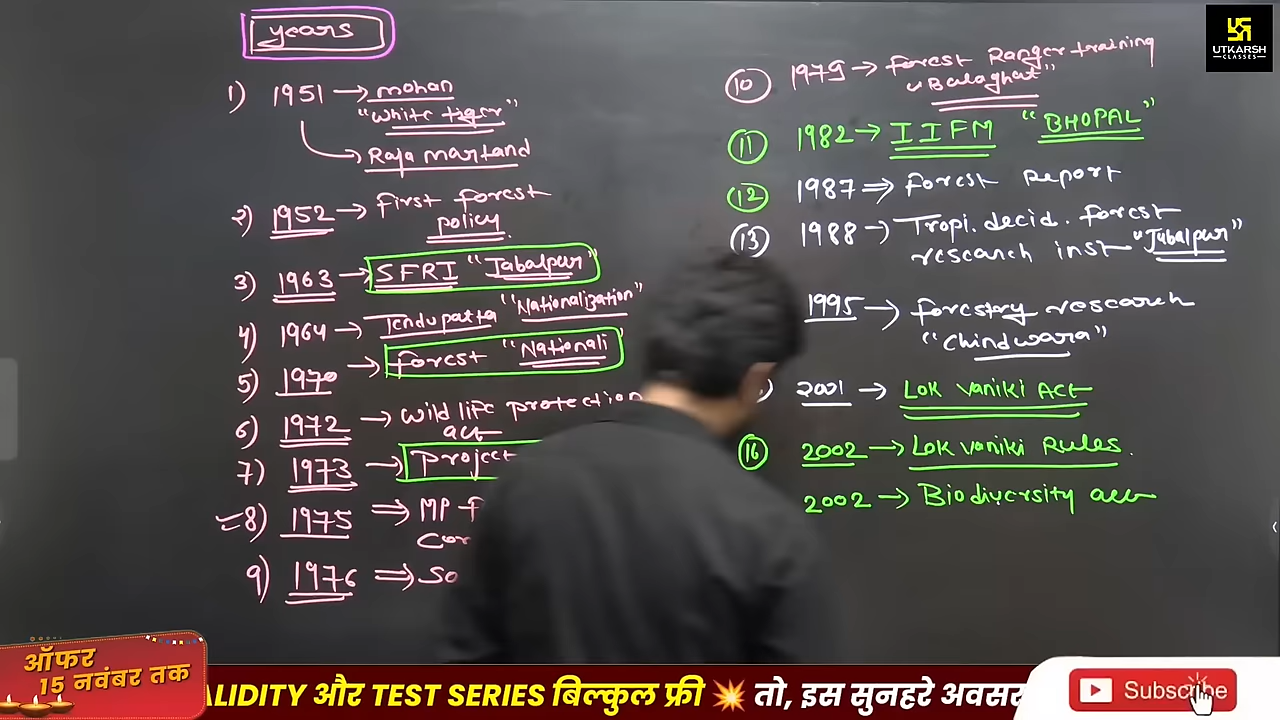 years
1) 1951 → mohan
"White tiger"
Raja martand
2) 1952 → First forest
policy
3) 1963 → SFRI "Jabalpur"
4) 1964 → Tendupatta "Nationalization"
5) 1970 → forest "Nationali
6) 1972 → Wild life protection
act
7) 1973 → Project
8) 1975 ⇒ MP F
Cor
9) 1976 ⇒ So
10 1979 → Forest Ranger training
"Balaghat"
11 1982 → IIFM "BHOPAL"
12 1987 ⇒ Forest Report
13 1988 → Tropi. decid. forest
research inst "Jabalpur"
1995 → forestry research
"Chindwara"
2001 → Lok Vaniki ACT
16 2002 → Lok Vaniki Rules.
2002 → Biodiversity act
UTKARSH
CLASSES
ऑफर
15 नवंबर तक
ALIDITY और TEST SERIES बिल्कुल फ्री 💥 तो, इस सुनहरे अवसर
Subscribe